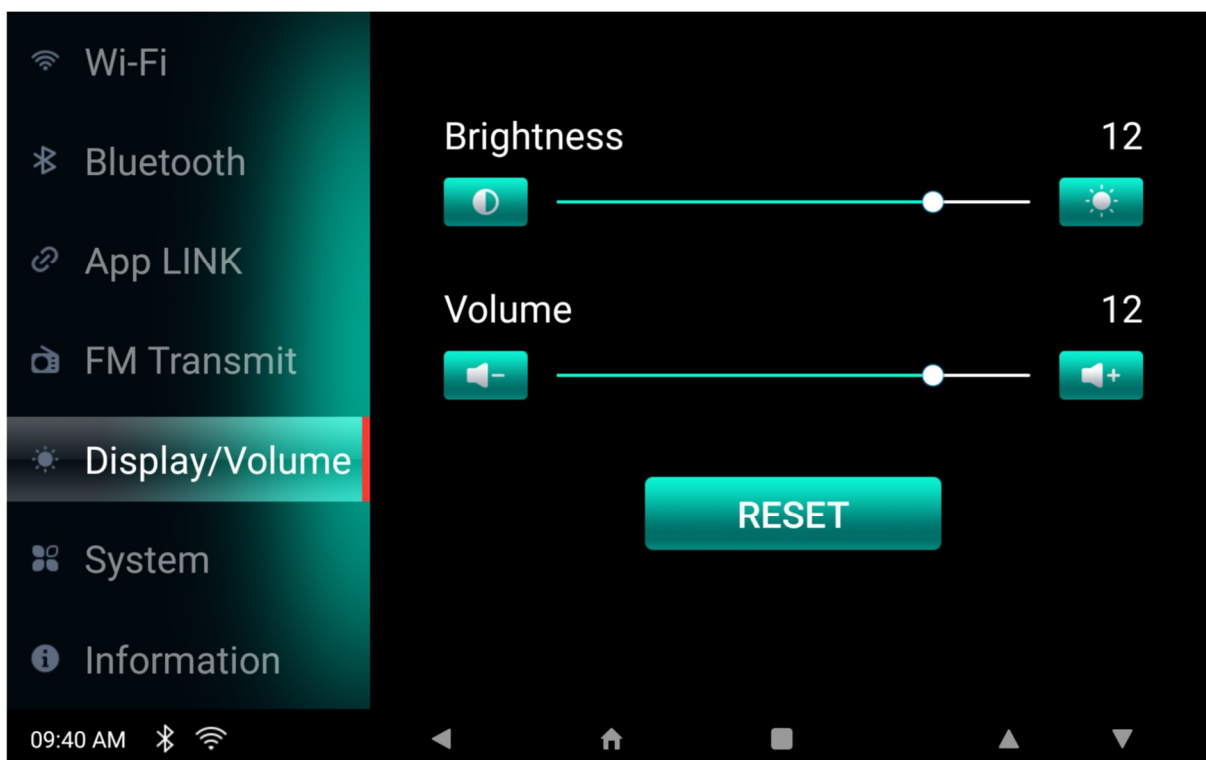 Wi-Fi
Bluetooth
App LINK
FM Transmit
Display/Volume
System
Information
Brightness 12
Volume 12
RESET
09:40 AM